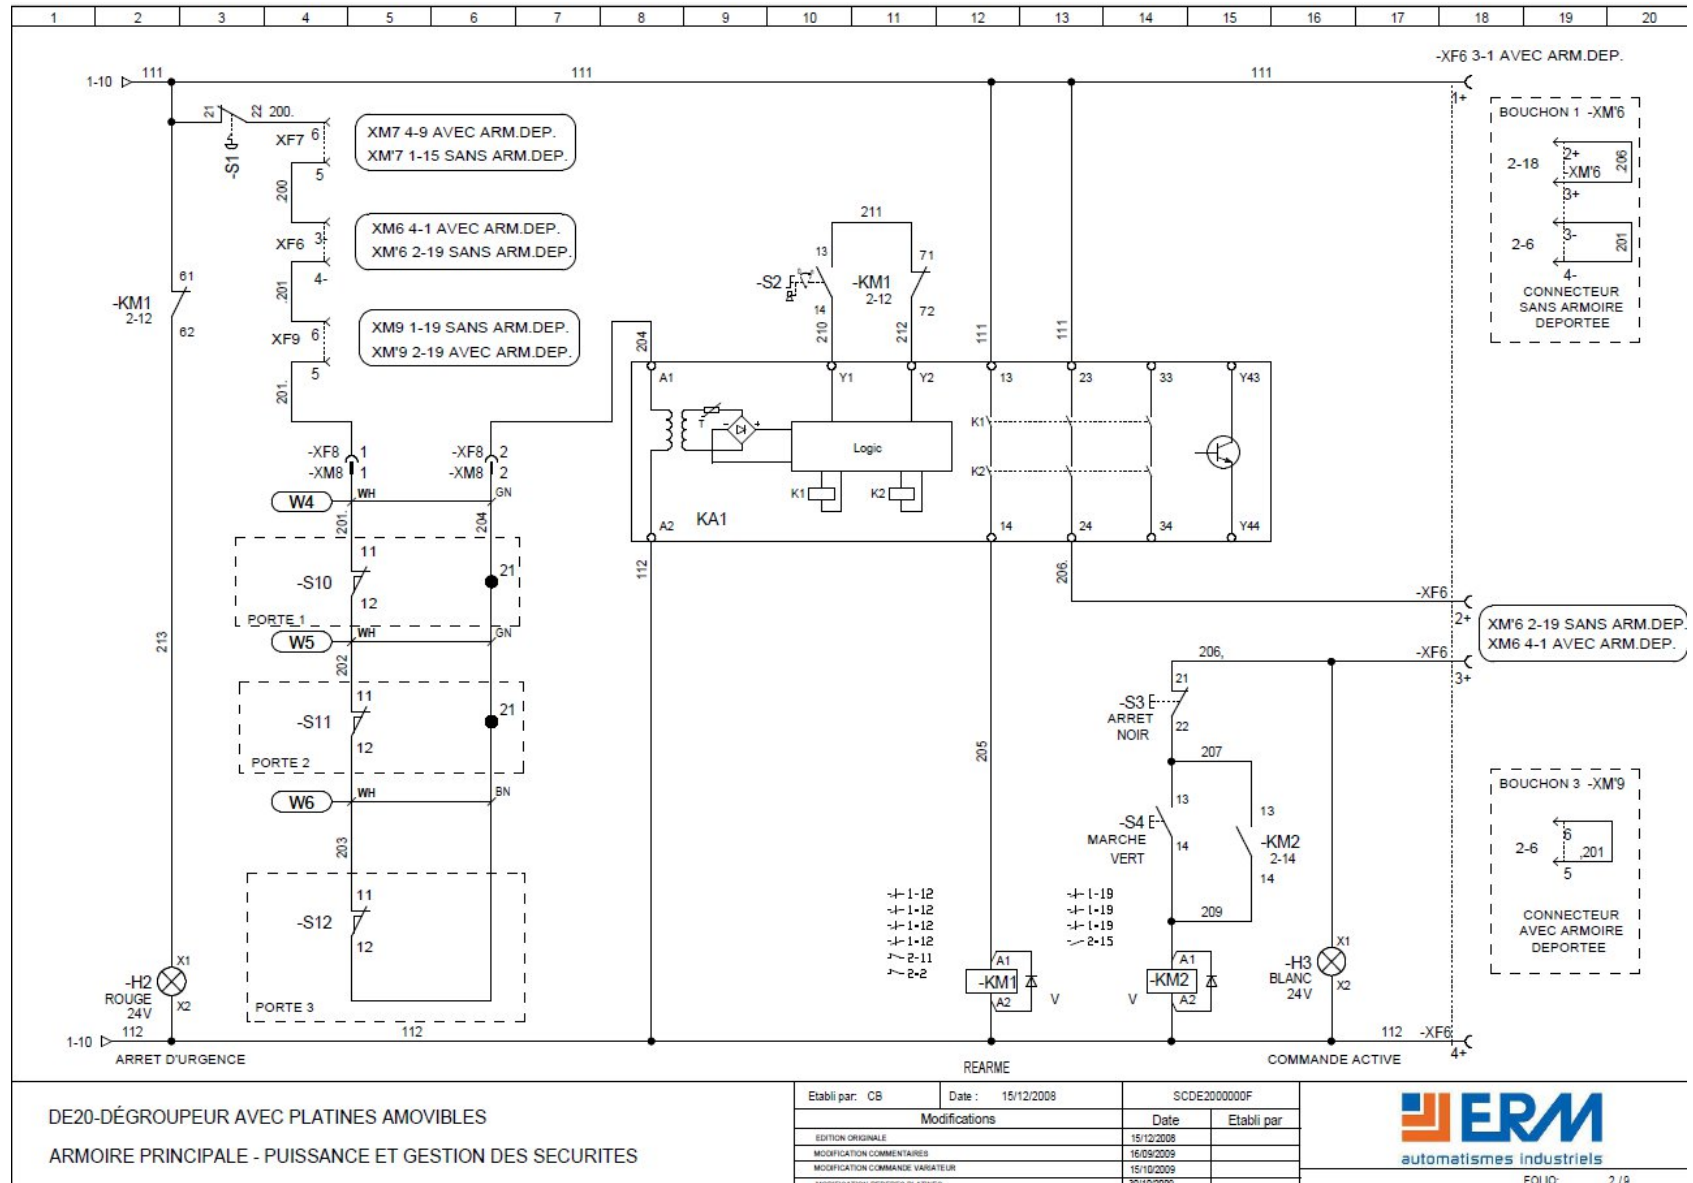 1 2 3 4 5 6 7 8 9 10 11 12 13 14 15 16 17 18 19 20
-XF6 3-1 AVEC ARM.DEP.
1-10 111 111 111
1+
21 22 200.
-S1
XF7 6
5
XM7 4-9 AVEC ARM.DEP.
XM'7 1-15 SANS ARM.DEP.
200
XF6 3-
4-
XM6 4-1 AVEC ARM.DEP.
XM'6 2-19 SANS ARM.DEP.
.201
XF9 6
5
XM9 1-19 SANS ARM.DEP.
XM'9 2-19 AVEC ARM.DEP.
201.
61
-KM1
2-12
62
213
-XF8 1
-XM8 1
-XF8 2
-XM8 2
W4 WH GN
201. 204
11
-S10
12
21
PORTE 1
W5 WH GN
202
11
-S11
12
21
PORTE 2
W6 WH BN
203
11
-S12
12
PORTE 3
X1
-H2
ROUGE
24V
X2
1-10 112 112 112 -XF6
4+
ARRET D'URGENCE
211
13
-S2
14
210
71
-KM1
2-12
72
212
204
111
111
A1 Y1 Y2 13 23 33 Y43
T - +
Logic
K1
K2
K1 K2
KA1
A2 14 24 34 Y44
112
206.
205
-XF6
2+
XM'6 2-19 SANS ARM.DEP.
XM6 4-1 AVEC ARM.DEP.
206, -XF6
3+
21
-S3
ARRET
NOIR
22
207
13
-S4
MARCHE
VERT
14
13
-KM2
2-14
14
209
1-12
1-12
1-12
1-12
2-11
2-2
1-19
1-19
1-19
2-15
A1
-KM1
A2
V
A1
-KM2
A2
V
X1
-H3
BLANC
24V
X2
REARME
COMMANDE ACTIVE
BOUCHON 1 -XM'6
2-18 2+
-XM'6
3+
.206
2-6 3-
4-
201
CONNECTEUR
SANS ARMOIRE
DEPORTEE
BOUCHON 3 -XM'9
2-6 6
5
,201
CONNECTEUR
AVEC ARMOIRE
DEPORTEE
DE20-DÉGROUPEUR AVEC PLATINES AMOVIBLES
ARMOIRE PRINCIPALE - PUISSANCE ET GESTION DES SECURITES
Etabli par: CB Date : 15/12/2008 SCDE2000000F
Modifications Date Etabli par
EDITION ORIGINALE 15/12/2008
MODIFICATION COMMENTAIRES 16/09/2009
MODIFICATION COMMANDE VARIATEUR 15/10/2009
ERM
automatismes industriels
FOLIO: 2 /9